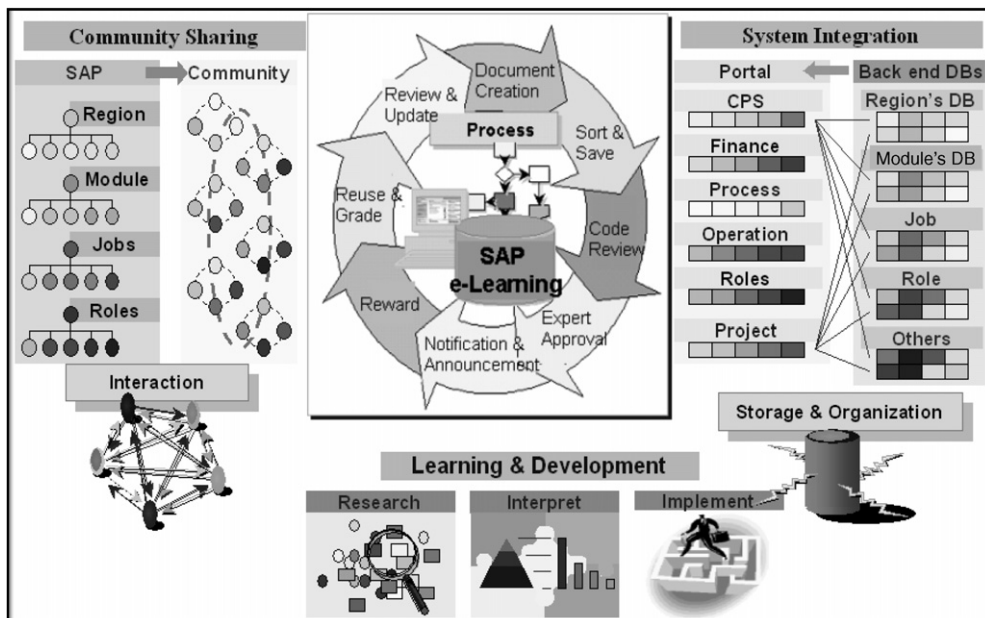 Community Sharing
SAP
Community
Region
Module
Jobs
Roles
Interaction
Document
Creation
Sort &
Save
Code
Review
Expert
Approval
Notification &
Announcement
Reward
Reuse &
Grade
Review &
Update
Process
SAP
e-Learning
System Integration
Portal
Back end DBs
CPS
Finance
Process
Operation
Roles
Project
Region's DB
Module's DB
Job
Role
Others
Storage & Organization
Learning & Development
Research
Interpret
Implement